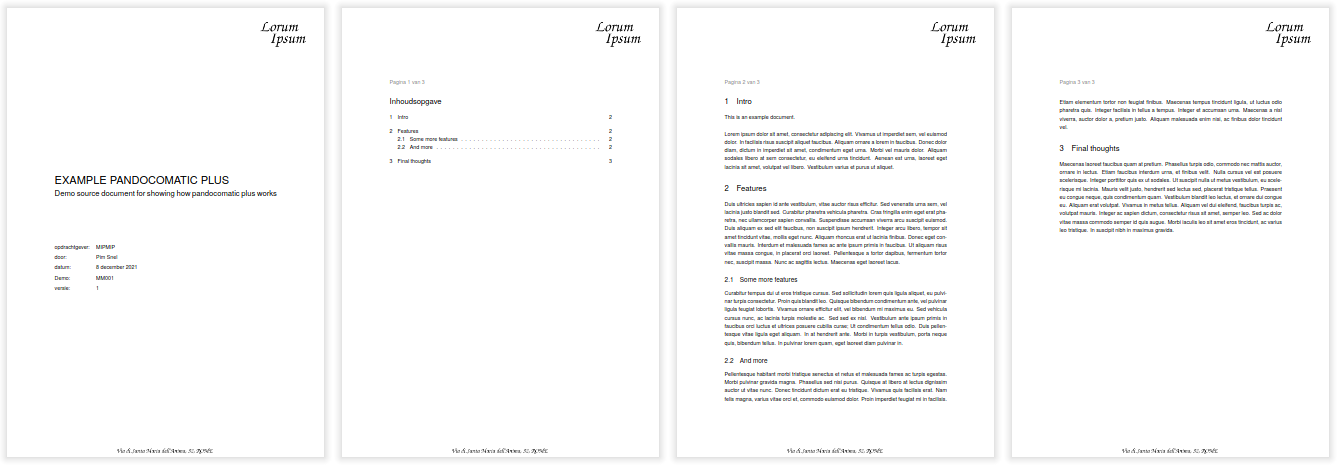 Lorum
Ipsum
EXAMPLE PANDOCOMATIC PLUS
Demo source document for showing how pandocomatic plus works
opdrachtgever: MIPMIP
door: Pim Snel
datum: 8 december 2021
Demo: MM001
versie: 1
Via di Santa Maria dell'Anima,
Lorum
Ipsum
Pagina 1 van 3
Inhoudsopgave
1 Intro 2
2 Features 2
2.1 Some more features 2
2.2 And more 2
3 Final thoughts 3
Via di Santa Maria dell'Anima,
Lorum
Ipsum
Pagina 2 van 3
1 Intro
This is an example document.
Lorem ipsum dolor sit amet, consectetur adipiscing elit. Vivamus ut imperdiet sem, vel euismod
dolor. In facilisis risus suscipit aliquet faucibus. Aliquam ornare a lorem in faucibus. Donec dolor
diam, dictum in imperdiet sit amet, condimentum eget urna. Morbi vel mauris dolor. Aliquam
sodales libero at sem consectetur, eu eleifend urna tincidunt. Aenean est urna, laoreet eget
lacinia sit amet, volutpat vel libero. Vestibulum varius et purus ut aliquet.
2 Features
Duis ultricies sapien id ante vestibulum, vitae auctor risus efficitur. Sed venenatis urna sem, vel
lacinia justo blandit sed. Curabitur pharetra vehicula pharetra. Cras fringilla enim eget erat pha-
retra, nec ullamcorper sapien convallis. Suspendisse accumsan viverra arcu suscipit euismod.
Duis aliquam ex sed elit faucibus, non suscipit ipsum hendrerit. Integer arcu libero, tempor sit
amet tincidunt vitae, mollis eget nunc. Aliquam rhoncus erat ut lacinia finibus. Donec eget con-
vallis mauris. Interdum et malesuada fames ac ante ipsum primis in faucibus. Ut aliquam risus
vitae massa congue, in placerat orci laoreet. Pellentesque a tortor dapibus, fermentum tortor
nec, suscipit massa. Nunc ac sagittis lectus. Maecenas eget laoreet lacus.
2.1 Some more features
Curabitur tempus dui ut eros tristique cursus. Sed sollicitudin lorem quis ligula aliquet, eu pulvi-
nar turpis consectetur. Proin quis blandit leo. Quisque bibendum condimentum ante, vel pulvinar
ligula feugiat lobortis. Vivamus ornare efficitur elit, vel bibendum mi maximus eu. Sed vehicula
cursus nunc, ac lacinia turpis molestie ac. Sed sed ex nisl. Vestibulum ante ipsum primis in
faucibus orci luctus et ultrices posuere cubilia curae; Ut condimentum tellus odio. Duis pellen-
tesque vitae ligula eget aliquam. In at hendrerit ante. Morbi in turpis vestibulum, porta neque
quis, bibendum tellus. In pulvinar lorem quam, eget laoreet diam pulvinar in.
2.2 And more
Pellentesque habitant morbi tristique senectus et netus et malesuada fames ac turpis egestas.
Morbi pulvinar gravida magna. Phasellus sed nisl purus. Quisque at libero at lectus dignissim
auctor ut vitae nunc. Donec tincidunt dictum erat eu tristique. Vivamus quis facilisis erat. Nam
felis magna, varius vitae orci et, commodo euismod dolor. Proin imperdiet feugiat mi in facilisis.
Via di Santa Maria dell'Anima,
Lorum
Ipsum
Pagina 3 van 3
Etiam elementum tortor non feugiat finibus. Maecenas tempus tincidunt ligula, ut luctus odio
pharetra quis. Integer facilisis in tellus a tempus. Integer et accumsan urna. Maecenas a nisl
viverra, auctor dolor a, pretium justo. Aliquam malesuada enim nisl, ac finibus dolor tincidunt
vel.
3 Final thoughts
Maecenas laoreet faucibus quam at pretium. Phasellus turpis odio, commodo nec mattis auctor,
ornare in lectus. Etiam faucibus interdum urna, et finibus velit. Nulla cursus vel est posuere
scelerisque. Integer porttitor quis ex ut sodales. Ut suscipit nulla ut metus vestibulum, eu scele-
risque mi lacinia. Mauris velit justo, hendrerit sed lectus sed, placerat tristique tellus. Praesent
eu congue neque, quis dignissim tortor. Vestibulum blandit leo lectus, et ornare dui congue
eu. Aliquam erat volutpat. Vivamus in metus tellus. Aliquam vel dui eleifend, faucibus turpis ac,
volutpat mauris. Integer ac sapien dictum, consectetur risus sit amet, semper leo. Sed ac dolor
vitae massa commodo semper id quis augue. Morbi iaculis leo sit amet eros tincidunt, ac varius
leo tristique. In suscipit nibh in maximus gravida.
Via di Santa Maria dell'Anima,